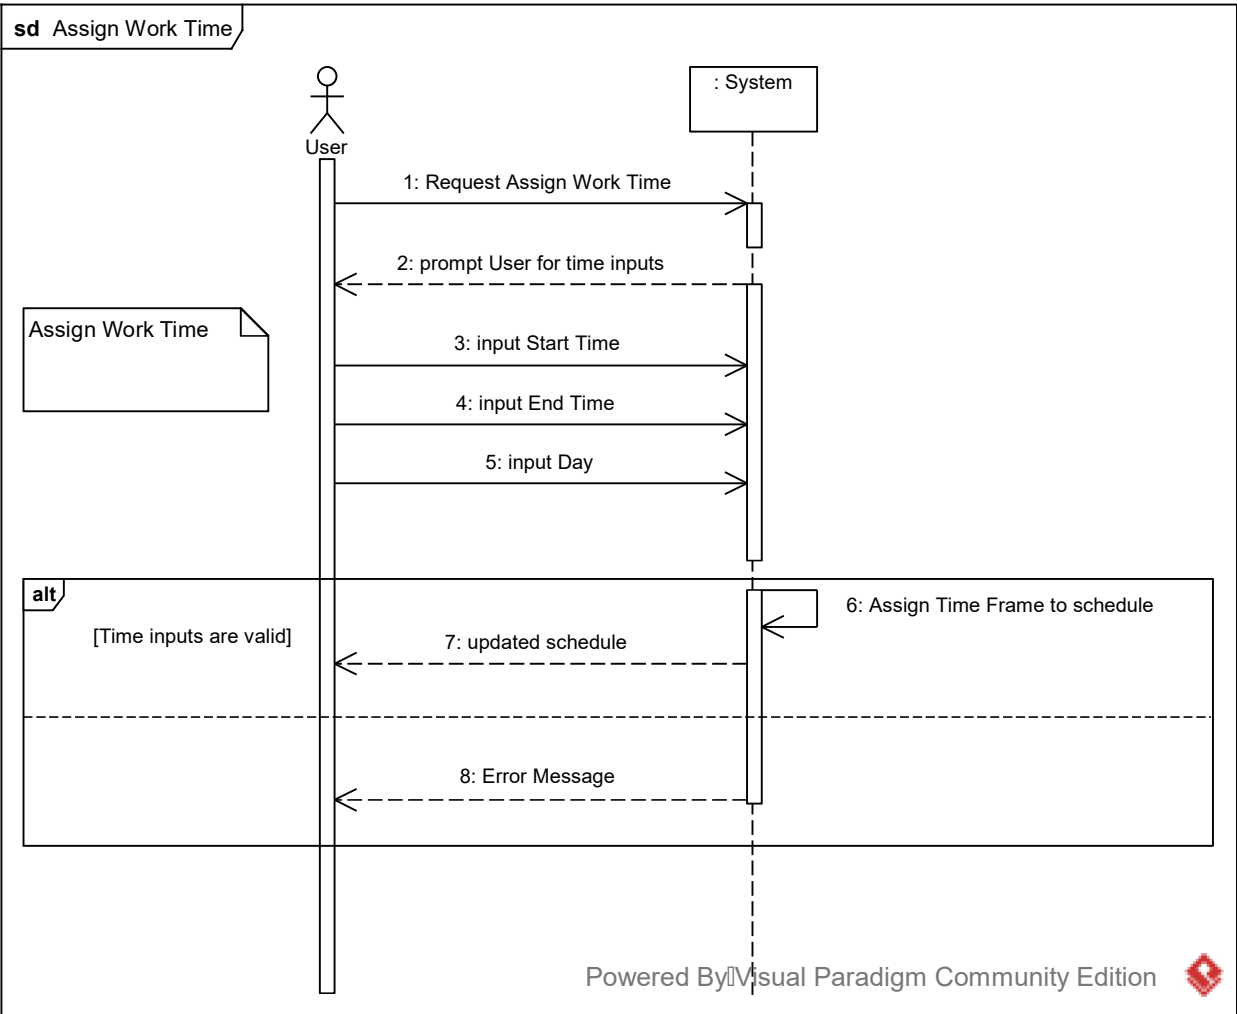 sd Assign Work Time
: System
User
1: Request Assign Work Time
2: prompt User for time inputs
Assign Work Time
3: input Start Time
4: input End Time
5: input Day
alt
6: Assign Time Frame to schedule
[Time inputs are valid]
7: updated schedule
8: Error Message
Powered By▯Visual Paradigm Community Edition